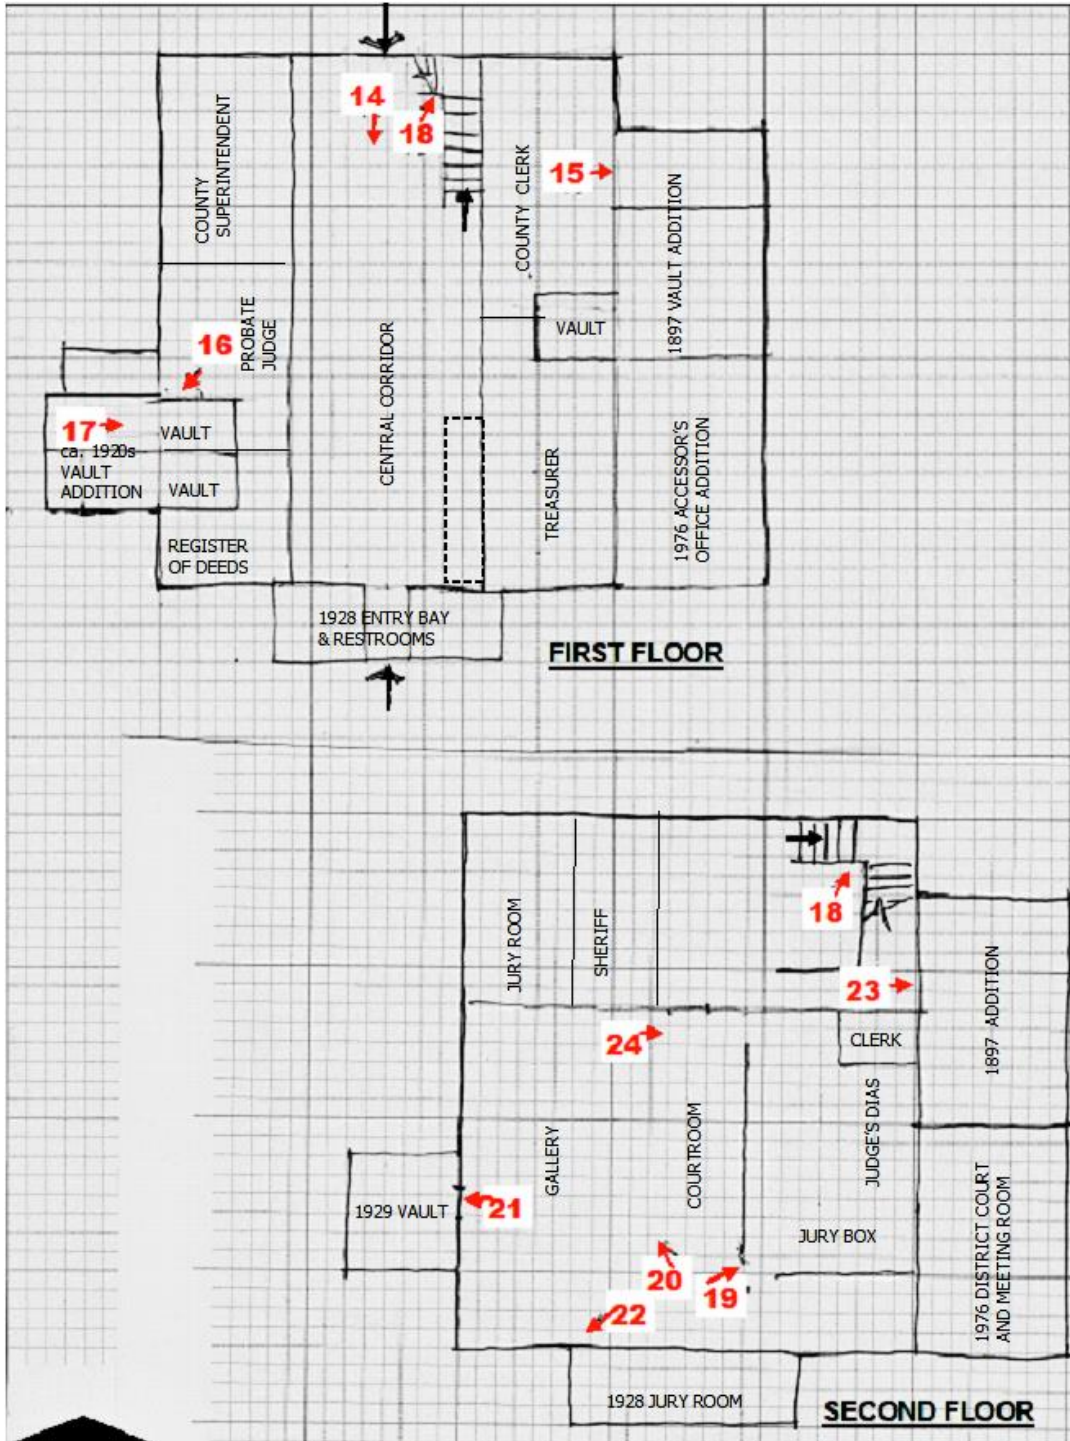 14
18
COUNTY
SUPERINTENDENT
COUNTY CLERK
15
1897 VAULT ADDITION
16
PROBATE
JUDGE
VAULT
CENTRAL CORRIDOR
17
VAULT
ca. 1920s
VAULT
ADDITION
VAULT
TREASURER
1976 ACCESSOR'S
OFFICE ADDITION
REGISTER
OF DEEDS
1928 ENTRY BAY
& RESTROOMS
FIRST FLOOR
18
JURY ROOM
SHERIFF
23
1897 ADDITION
24
CLERK
GALLERY
COURTROOM
JUDGE'S DIAS
1929 VAULT
21
JURY BOX
1976 DISTRICT COURT
AND MEETING ROOM
20
19
22
1928 JURY ROOM
SECOND FLOOR